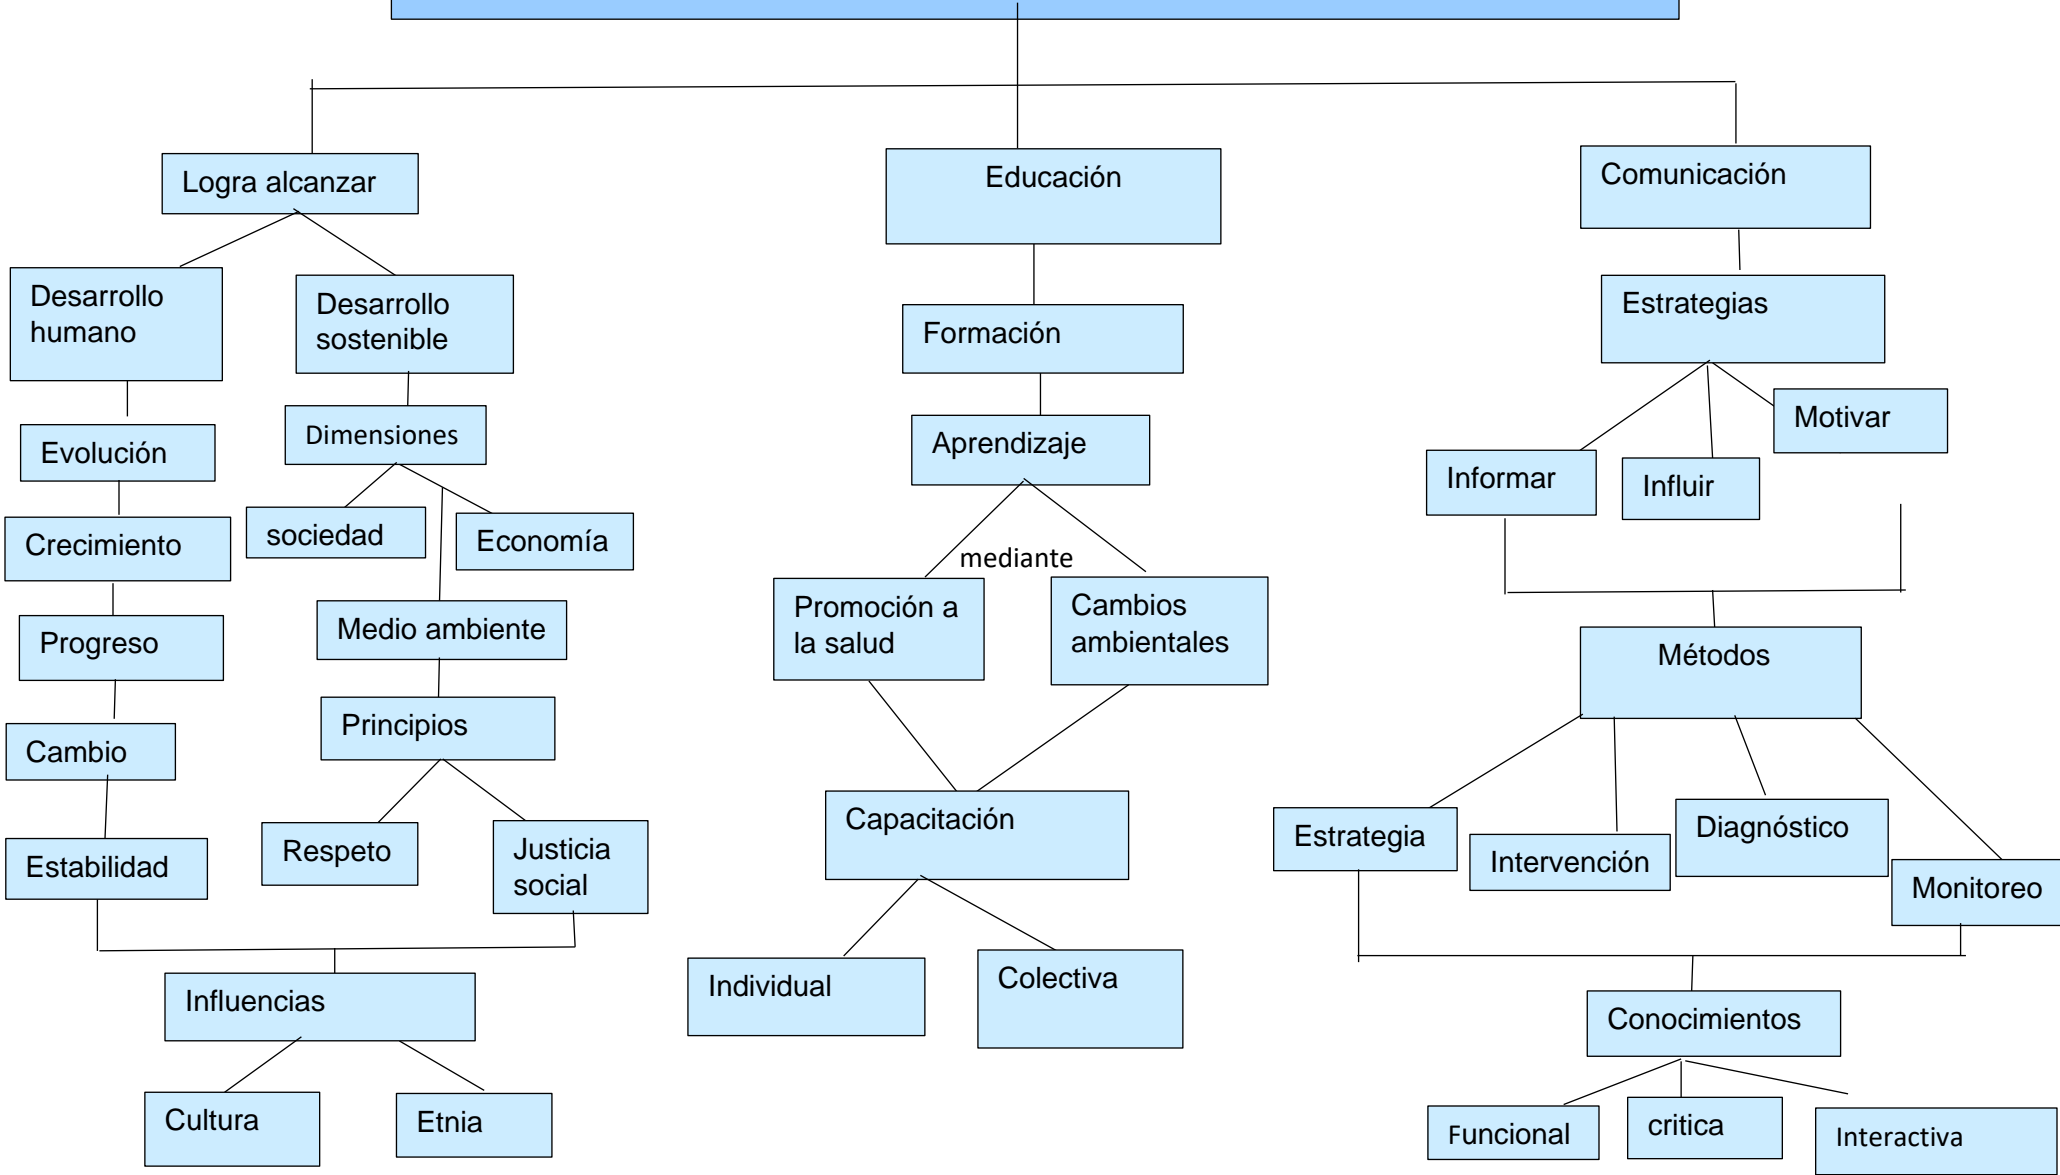 Logra alcanzar
Educación
Comunicación
Desarrollo
humano
Desarrollo
sostenible
Estrategias
Formación
Motivar
Dimensiones
Evolución
Aprendizaje
Informar
Influir
sociedad
Economía
Crecimiento
mediante
Promoción a
la salud
Cambios
ambientales
Progreso
Medio ambiente
Métodos
Principios
Cambio
Capacitación
Estrategia
Diagnóstico
Respeto
Justicia
social
Intervención
Estabilidad
Monitoreo
Individual
Colectiva
Influencias
Conocimientos
Cultura
Etnia
Funcional
critica
Interactiva